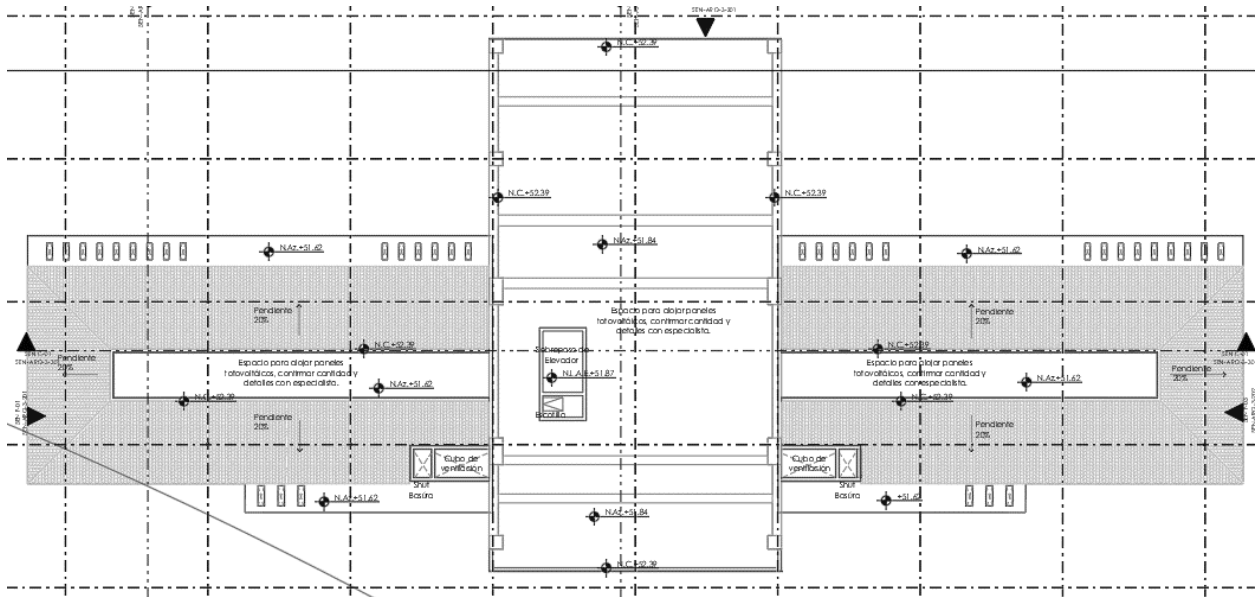 SEN-ARQ-3-301
N.C.+52.39
N.C.+52.39
N.C.+52.39
N.Az.+51.62
N.Az.+51.84
N.Az.+51.62
Pendiente
20%
Espacio para alojar paneles
fotovoltáicos, confirmar cantidad y
detalles con especialista.
Pendiente
20%
N.C.+52.39
Sobrepaso de
Elevador
N.C.+52.39
Pendiente
20%
Espacio para alojar paneles
fotovoltáicos, confirmar cantidad y
detalles con especialista.
N.Az.+51.62
N.L.A.E.+51.87
Espacio para alojar paneles
fotovoltáicos, confirmar cantidad y
detalles con especialista.
N.Az.+51.62
Pendiente
20%
N.C.+52.39
Escotilla
N.C.+52.39
Pendiente
20%
Pendiente
20%
Cubo de
ventilación
Shut
Basura
Cubo de
ventilación
Shut
Basura
N.Az.+51.62
N.Az.+51.84
+51.62
N.C.+52.39